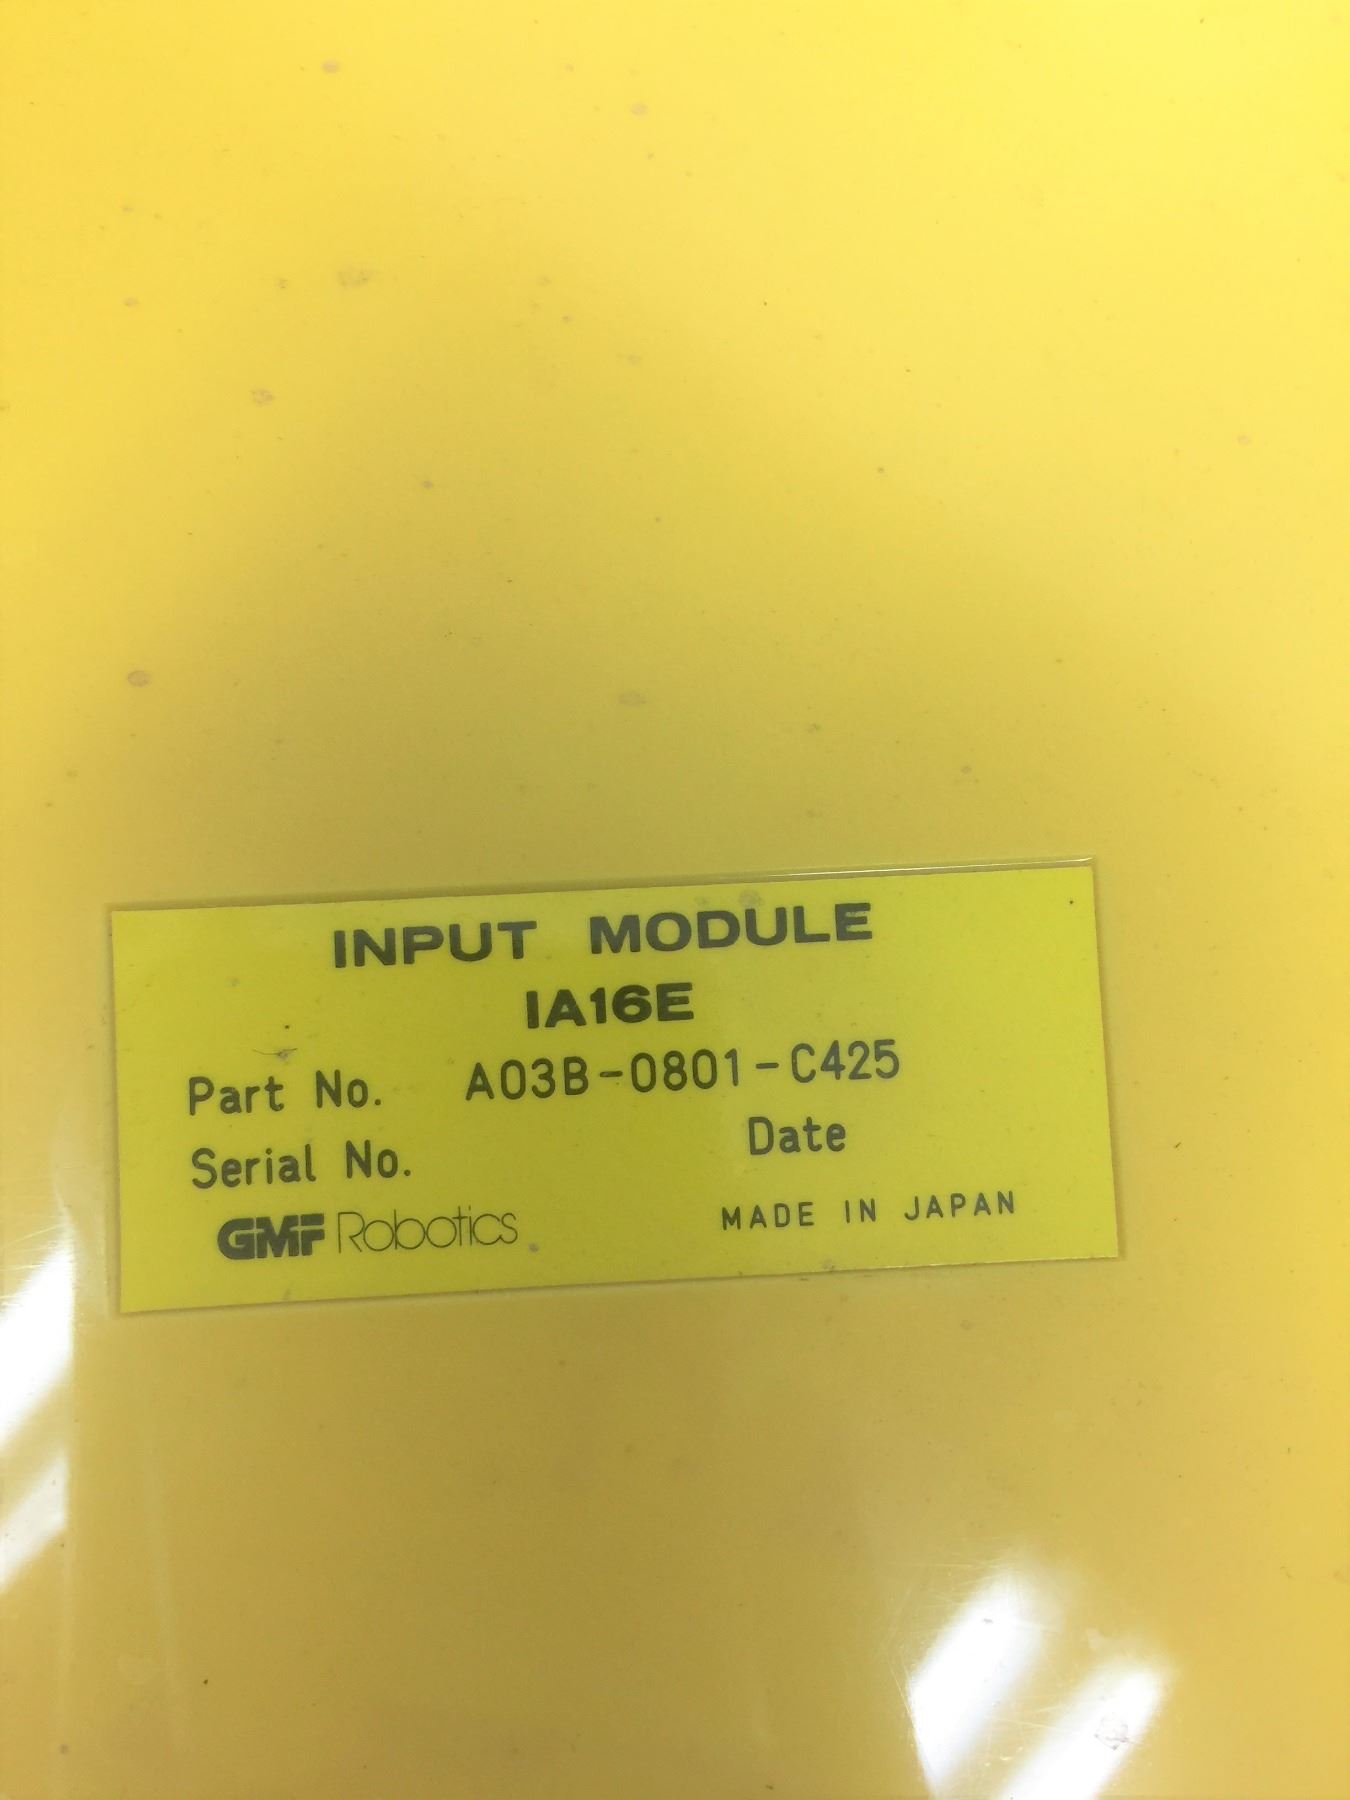 INPUT MODULE
IA16E
Part No. A03B-0801-C425
Serial No. Date
GMF Robotics MADE IN JAPAN